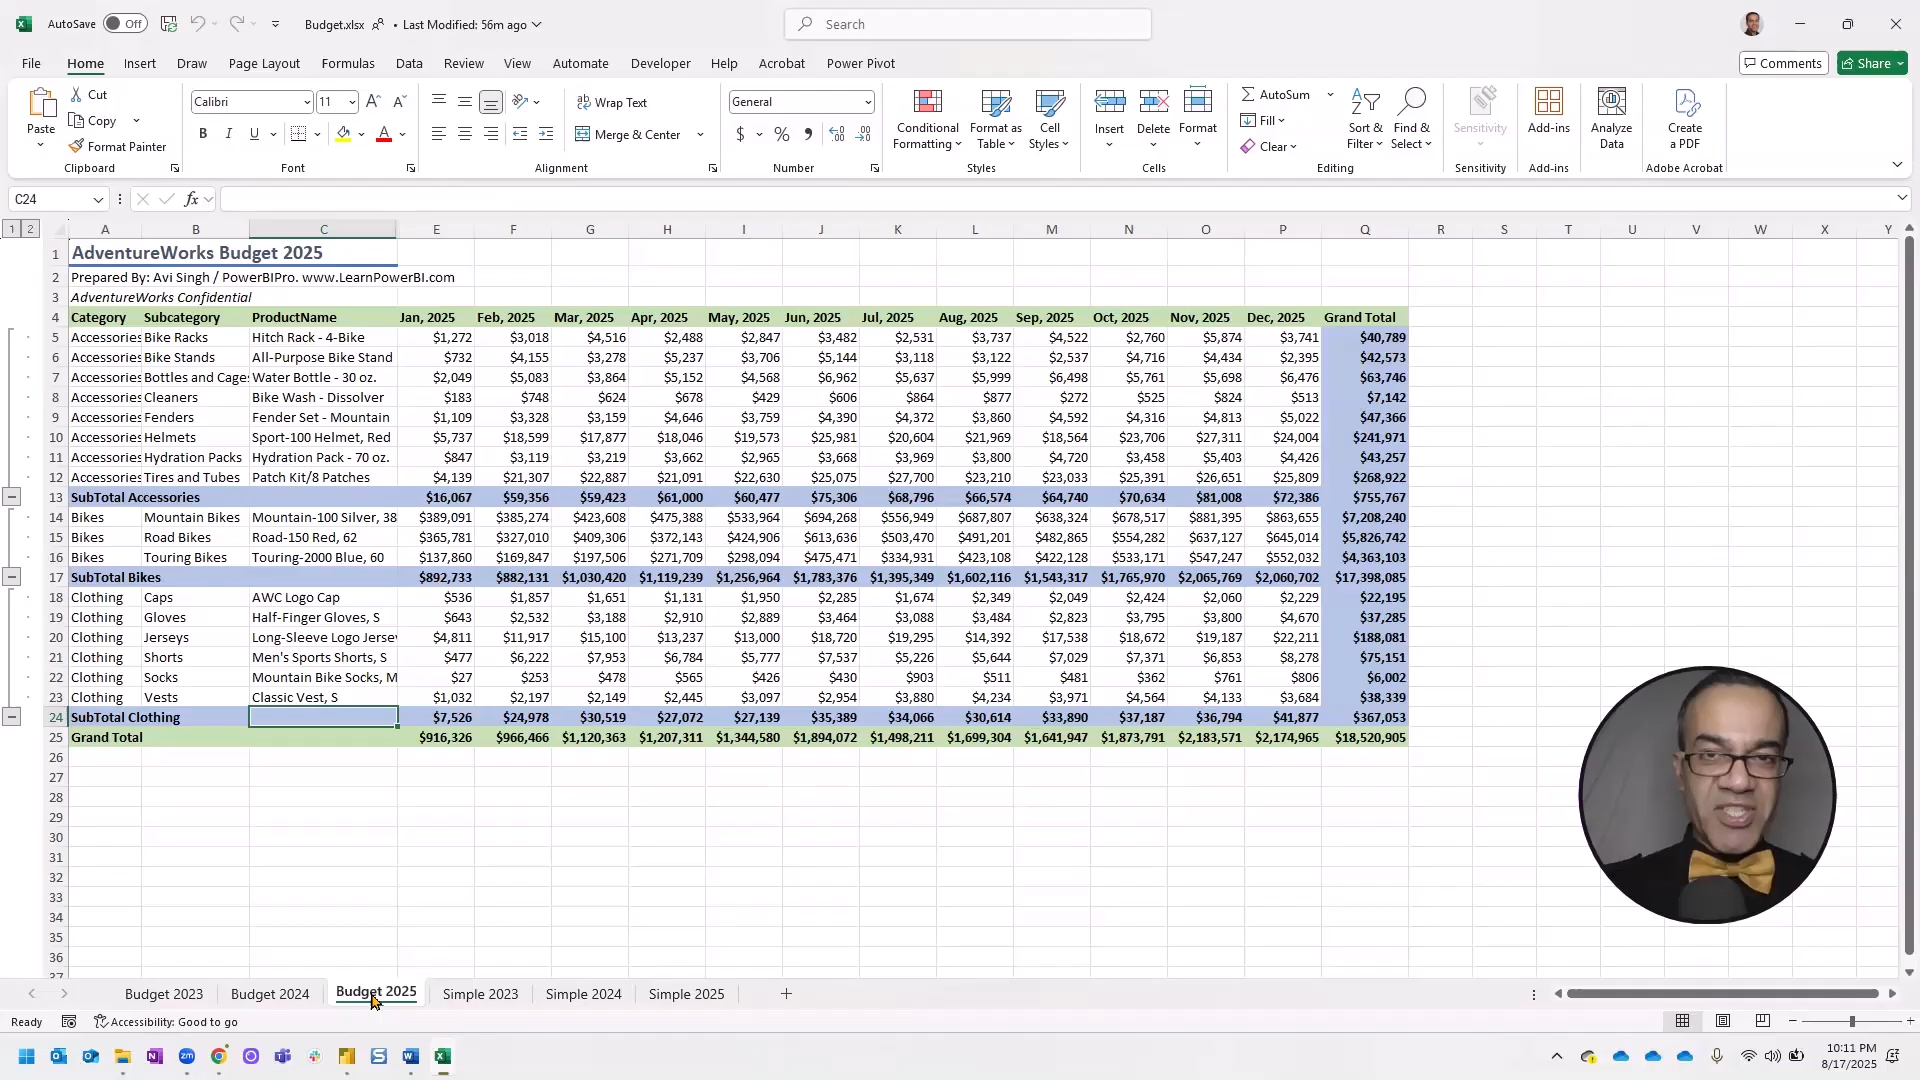 AutoSave Off Budget.xlsx • Last Modified: 56m ago Search
File Home Insert Draw Page Layout Formulas Data Review View Automate Developer Help Acrobat Power Pivot Comments Share
Paste Cut Copy Format Painter Clipboard
Calibri 11 B I U A Font
Wrap Text Merge & Center Alignment
General $ % Number
Conditional Formatting Format as Table Cell Styles Styles
Insert Delete Format Cells
AutoSum Fill Clear Sort & Filter Find & Select Editing
Sensitivity Sensitivity
Add-ins Add-ins
Analyze Data
Create a PDF Adobe Acrobat
C24 fx
1 2 A B C E F G H I J K L M N O P Q R S T U V W X Y
1 AdventureWorks Budget 2025
2 Prepared By: Avi Singh / PowerBIPro. www.LearnPowerBI.com
3 AdventureWorks Confidential
4 Category Subcategory ProductName Jan, 2025 Feb, 2025 Mar, 2025 Apr, 2025 May, 2025 Jun, 2025 Jul, 2025 Aug, 2025 Sep, 2025 Oct, 2025 Nov, 2025 Dec, 2025 Grand Total
5 Accessories Bike Racks Hitch Rack - 4-Bike $1,272 $3,018 $4,516 $2,488 $2,847 $3,482 $2,531 $3,737 $4,522 $2,760 $5,874 $3,741 $40,789
6 Accessories Bike Stands All-Purpose Bike Stand $732 $4,155 $3,278 $5,237 $3,706 $5,144 $3,118 $3,122 $2,537 $4,716 $4,434 $2,395 $42,573
7 Accessories Bottles and Cage Water Bottle - 30 oz. $2,049 $5,083 $3,864 $5,152 $4,568 $6,962 $5,637 $5,999 $6,498 $5,761 $5,698 $6,476 $63,746
8 Accessories Cleaners Bike Wash - Dissolver $183 $748 $624 $678 $429 $606 $864 $877 $272 $525 $824 $513 $7,142
9 Accessories Fenders Fender Set - Mountain $1,109 $3,328 $3,159 $4,646 $3,759 $4,390 $4,372 $3,860 $4,592 $4,316 $4,813 $5,022 $47,366
10 Accessories Helmets Sport-100 Helmet, Red $5,737 $18,599 $17,877 $18,046 $19,573 $25,981 $20,604 $21,969 $18,564 $23,706 $27,311 $24,004 $241,971
11 Accessories Hydration Packs Hydration Pack - 70 oz. $847 $3,119 $3,219 $3,662 $2,965 $3,668 $3,969 $3,800 $4,720 $3,458 $5,403 $4,426 $43,257
12 Accessories Tires and Tubes Patch Kit/8 Patches $4,139 $21,307 $22,887 $21,091 $22,630 $25,075 $27,700 $23,210 $23,033 $25,391 $26,651 $25,809 $268,922
13 SubTotal Accessories $16,067 $59,356 $59,423 $61,000 $60,477 $75,306 $68,796 $66,574 $64,740 $70,634 $81,008 $72,386 $755,767
14 Bikes Mountain Bikes Mountain-100 Silver, 38 $389,091 $385,274 $423,608 $475,388 $533,964 $694,268 $556,949 $687,807 $638,324 $678,517 $881,395 $863,655 $7,208,240
15 Bikes Road Bikes Road-150 Red, 62 $365,781 $327,010 $409,306 $372,143 $424,906 $613,636 $503,470 $491,201 $482,865 $554,282 $637,127 $645,014 $5,826,742
16 Bikes Touring Bikes Touring-2000 Blue, 60 $137,860 $169,847 $197,506 $271,709 $298,094 $475,471 $334,931 $423,108 $422,128 $533,171 $547,247 $552,032 $4,363,103
17 SubTotal Bikes $892,733 $882,131 $1,030,420 $1,119,239 $1,256,964 $1,783,376 $1,395,349 $1,602,116 $1,543,317 $1,765,970 $2,065,769 $2,060,702 $17,398,085
18 Clothing Caps AWC Logo Cap $536 $1,857 $1,651 $1,131 $1,950 $2,285 $1,674 $2,349 $2,049 $2,424 $2,060 $2,229 $22,195
19 Clothing Gloves Half-Finger Gloves, S $643 $2,532 $3,188 $2,910 $2,889 $3,464 $3,088 $3,484 $2,823 $3,795 $3,800 $4,670 $37,285
20 Clothing Jerseys Long-Sleeve Logo Jersey $4,811 $11,917 $15,100 $13,237 $13,000 $18,720 $19,295 $14,392 $17,538 $18,672 $19,187 $22,211 $188,081
21 Clothing Shorts Men's Sports Shorts, S $477 $6,222 $7,953 $6,784 $5,777 $7,537 $5,226 $5,644 $7,029 $7,371 $6,853 $8,278 $75,151
22 Clothing Socks Mountain Bike Socks, M $27 $253 $478 $565 $426 $430 $903 $511 $481 $362 $761 $806 $6,002
23 Clothing Vests Classic Vest, S $1,032 $2,197 $2,149 $2,445 $3,097 $2,954 $3,880 $4,234 $3,971 $4,564 $4,133 $3,684 $38,339
24 SubTotal Clothing $7,526 $24,978 $30,519 $27,072 $27,139 $35,389 $34,066 $30,614 $33,890 $37,187 $36,794 $41,877 $367,053
25 Grand Total $916,326 $966,466 $1,120,363 $1,207,311 $1,344,580 $1,894,072 $1,498,211 $1,699,304 $1,641,947 $1,873,791 $2,183,571 $2,174,965 $18,520,905
26
27
28
29
30
31
32
33
34
35
36
37
Budget 2023 Budget 2024 Budget 2025 Simple 2023 Simple 2024 Simple 2025
Ready Accessibility: Good to go
10:11 PM
8/17/2025